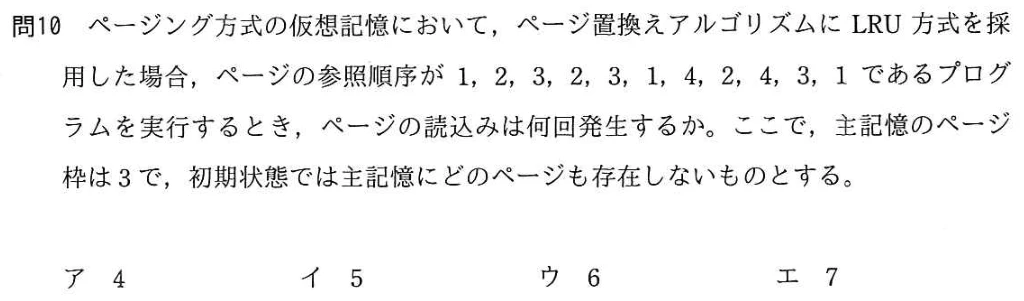 問10 ページング方式の仮想記憶において，ページ置換えアルゴリズムに LRU 方式を採
用した場合，ページの参照順序が 1，2，3，2，3，1，4，2，4，3，1 であるプログ
ラムを実行するとき，ページの読込みは何回発生するか。ここで，主記憶のページ
枠は 3 で，初期状態では主記憶にどのページも存在しないものとする。
ア 4 イ 5 ウ 6 エ 7